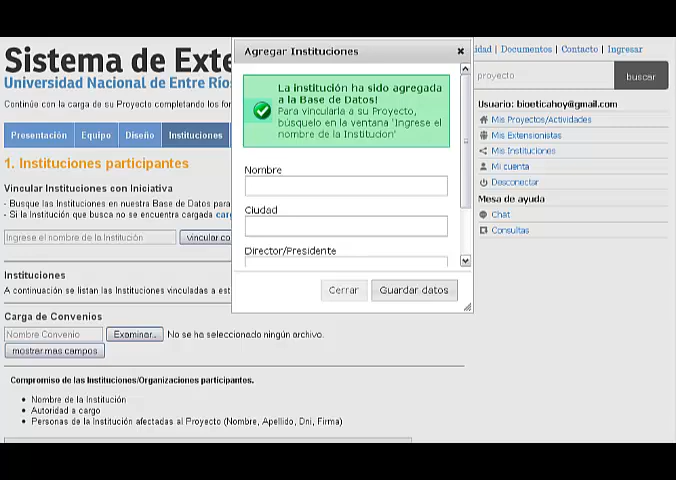 Agregar Instituciones
La institución ha sido agregada
a la Base de Datos!
Para vincularla a su Proyecto,
búsquelo en la ventana 'Ingrese el
nombre de la Institucion'
Nombre
Ciudad
Director/Presidente
Cerrar
Guardar datos
Sistema de Exte
Universidad Nacional de Entre Río
Continúe con la carga de su Proyecto completando los for
Presentación
Equipo
Diseño
Instituciones
1. Instituciones participantes
Vincular Instituciones con Iniciativa
- Busque las Instituciones en nuestra Base de Datos para
- Si la Institución que busca no se encuentra cargada car
Ingrese el nombre de la Institución
vincular co
Instituciones
A continuación se listan las Instituciones vinculadas a est
Carga de Convenios
Nombre Convenio
Examinar..
No se ha seleccionado ningún archivo.
mostrar mas campos
Compromiso de las Instituciones/Organizaciones participantes.
Nombre de la Institución
Autoridad a cargo
Personas de la Institución afectadas al Proyecto (Nombre, Apellido, Dni, Firma)
idad | Documentos | Contacto | Ingresar
proyecto
buscar
Usuario: bioeticahoy@gmail.com
Mis Proyectos/Actividades
Mis Extensionistas
Mis Instituciones
Mi cuenta
Desconectar
Mesa de ayuda
Chat
Consultas